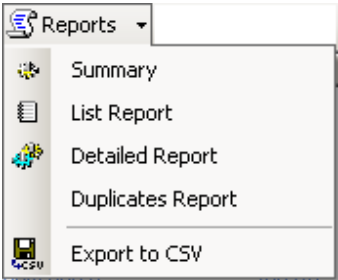 Reports
Summary
List Report
Detailed Report
Duplicates Report
Export to CSV